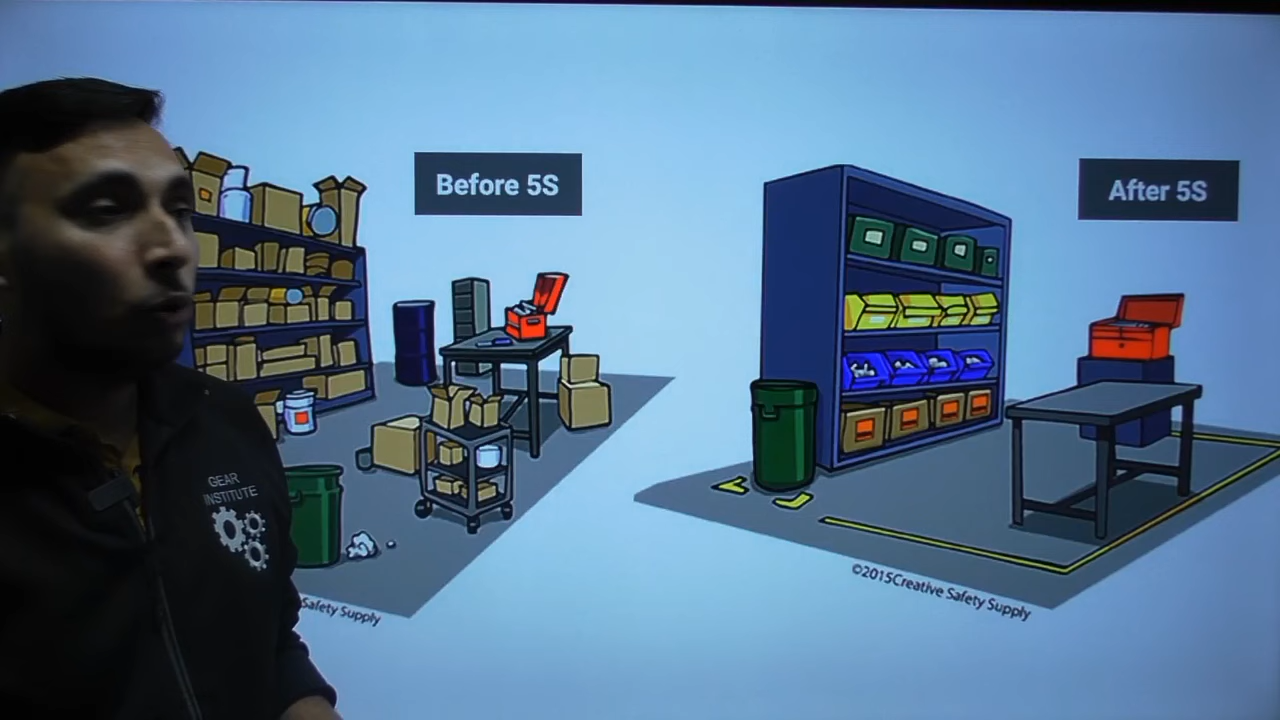 Before 5S
After 5S
GEAR
INSTITUTE
Safety Supply
©2015Creative Safety Supply